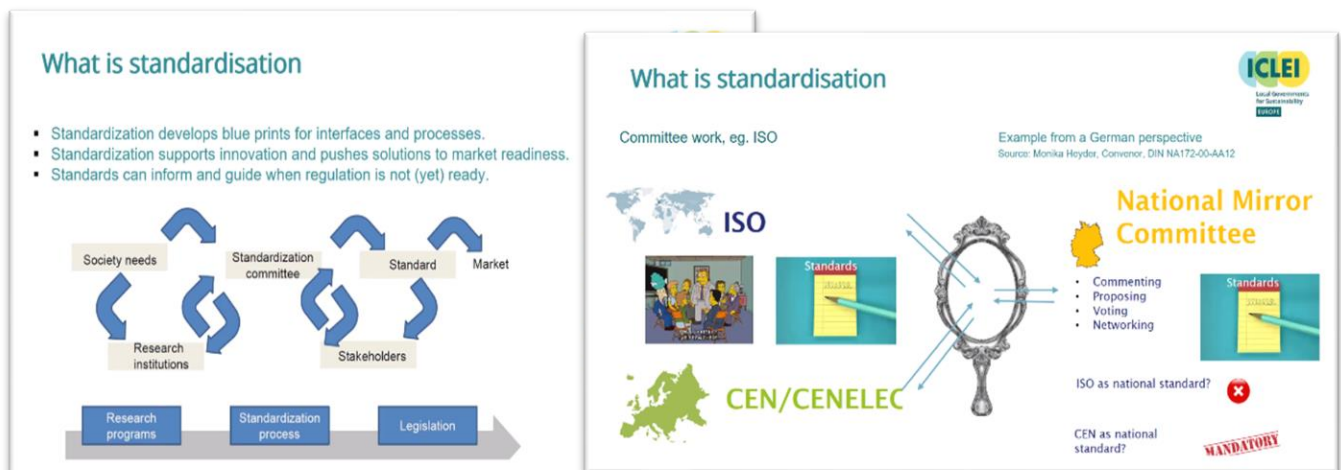 What is standardisation
▪ Standardization develops blue prints for interfaces and processes.
▪ Standardization supports innovation and pushes solutions to market readiness.
▪ Standards can inform and guide when regulation is not (yet) ready.
Society needs
Standardization
committee
Standard
Market
Research
institutions
Stakeholders
Research
programs
Standardization
process
Legislation
What is standardisation
ICLEI
Local Governments
for Sustainability
EUROPE
Committee work, eg. ISO
Example from a German perspective
Source: Monika Heyder, Convenor, DIN NA172-00-AA12
ISO
Standards
CEN/CENELEC
National Mirror
Committee
• Commenting
• Proposing
• Voting
• Networking
Standards
ISO as national standard?
CEN as national
standard?
MANDATORY